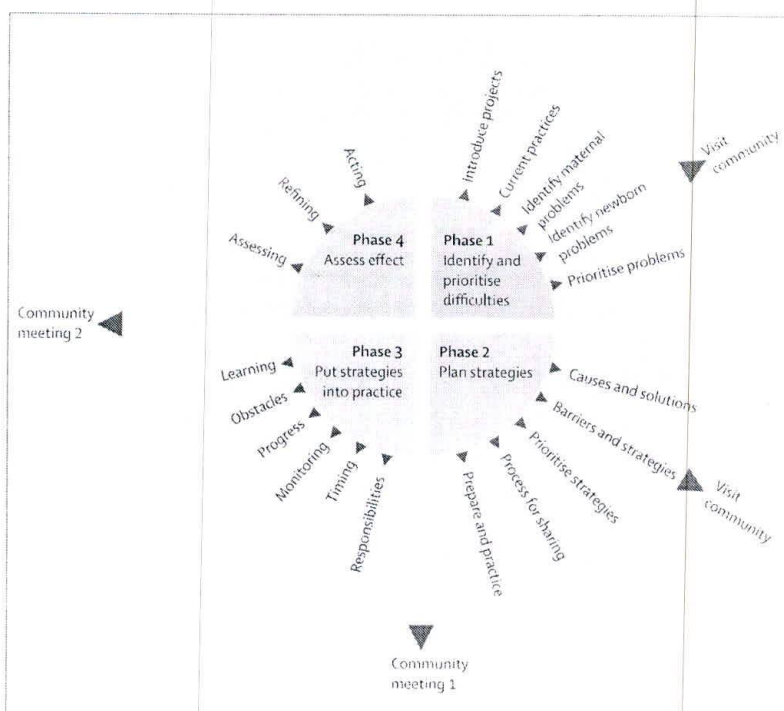 Introduce projects
Current practices
Identify maternal
problems
Identify newborn
problems
Prioritise problems
Visit
community
Phase 1
Identify and
prioritise
difficulties
Phase 2
Plan strategies
Causes and solutions
Barriers and strategies
Prioritise strategies
Process for sharing
Prepare and practice
Visit
community
Community
meeting 1
Phase 3
Put strategies
into practice
Responsibilities
Timing
Monitoring
Progress
Obstacles
Learning
Community
meeting 2
Phase 4
Assess effect
Assessing
Refining
Acting